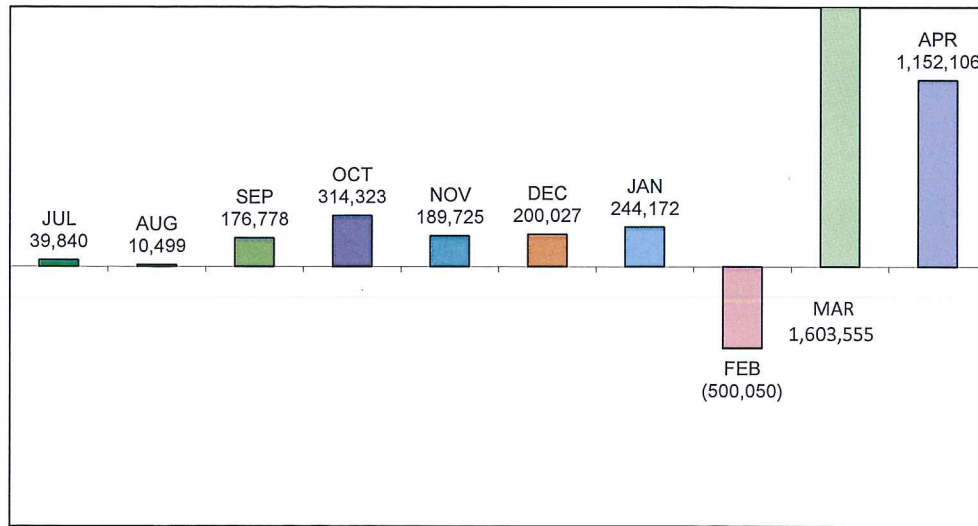 JUL
39,840
AUG
10,499
SEP
176,778
OCT
314,323
NOV
189,725
DEC
200,027
JAN
244,172
FEB
(500,050)
MAR
1,603,555
APR
1,152,106